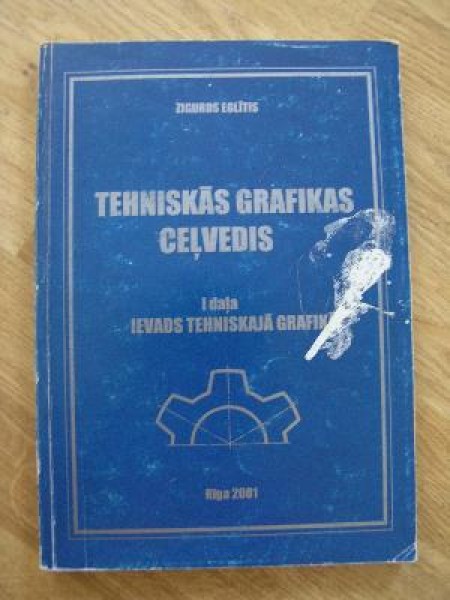 ZIGURDS EGLĪTIS
TEHNISKĀS GRAFIKAS
CEĻVEDIS
I daļa
IEVADS TEHNISKAJĀ
Rīga 2001